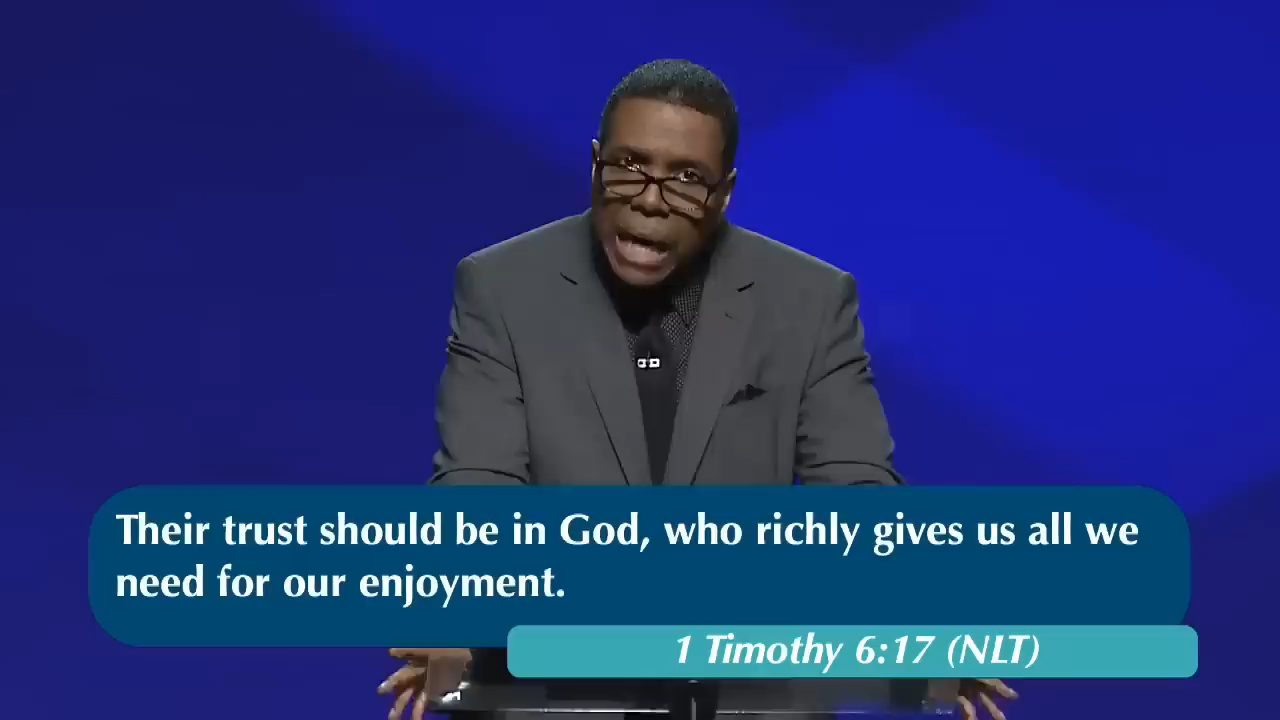 Their trust should be in God, who richly gives us all we
need for our enjoyment.
1 Timothy 6:17 (NLT)